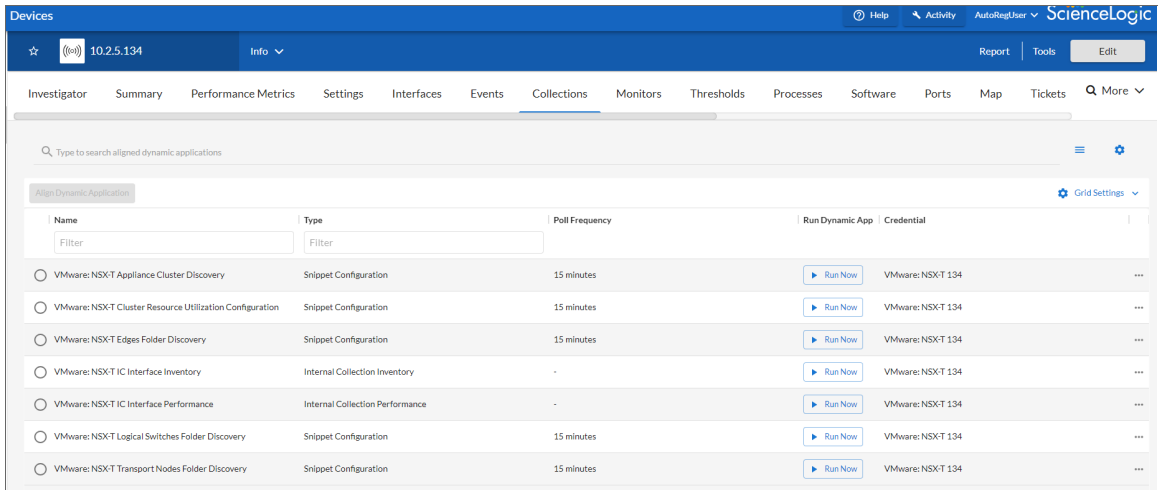 Devices
Help Activity AutoRegUser ScienceLogic
10.2.5.134 Info Report Tools Edit
Investigator Summary Performance Metrics Settings Interfaces Events Collections Monitors Thresholds Processes Software Ports Map Tickets More
Type to search aligned dynamic applications
Align Dynamic Application Grid Settings
Name Type Poll Frequency Run Dynamic App Credential
Filter Filter
VMware: NSX-T Appliance Cluster Discovery Snippet Configuration 15 minutes Run Now VMware: NSX-T 134 ...
VMware: NSX-T Cluster Resource Utilization Configuration Snippet Configuration 15 minutes Run Now VMware: NSX-T 134 ...
VMware: NSX-T Edges Folder Discovery Snippet Configuration 15 minutes Run Now VMware: NSX-T 134 ...
VMware: NSX-T IC Interface Inventory Internal Collection Inventory - Run Now VMware: NSX-T 134 ...
VMware: NSX-T IC Interface Performance Internal Collection Performance - Run Now VMware: NSX-T 134 ...
VMware: NSX-T Logical Switches Folder Discovery Snippet Configuration 15 minutes Run Now VMware: NSX-T 134 ...
VMware: NSX-T Transport Nodes Folder Discovery Snippet Configuration 15 minutes Run Now VMware: NSX-T 134 ...